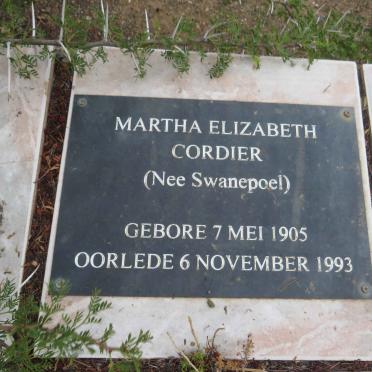 MARTHA ELIZABETH
CORDIER
(Nee Swanepoel)
GEBORE 7 MEI 1905
OORLEDE 6 NOVEMBER 1993